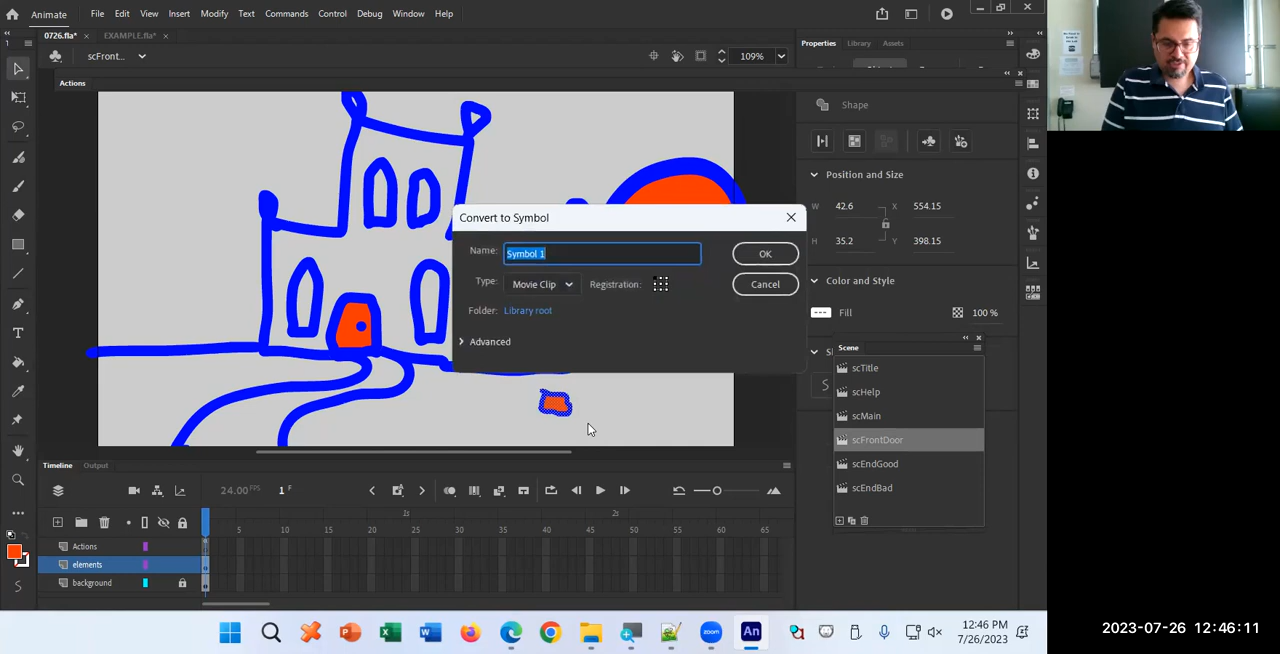 Animate File Edit View Insert Modify Text Commands Control Debug Window Help
0726.fla* × EXAMPLE.fla* ×
scFront... 109%
Properties Library Assets
Actions
Shape
Position and Size
W 42.6 X 554.15
H 35.2 Y 398.15
Color and Style
Fill 100 %
Convert to Symbol
Name: Symbol 1 OK
Type: Movie Clip Registration: Cancel
Folder: Library root
Advanced
Scene
scTitle
scHelp
scMain
scFrontDoor
scEndGood
scEndBad
Timeline Output
24.00 FPS 1 F
1s 2s
5 10 15 20 25 30 35 40 45 50 55 60 65
Actions
elements
background
12:46 PM
7/26/2023
2023-07-26 12:46:11